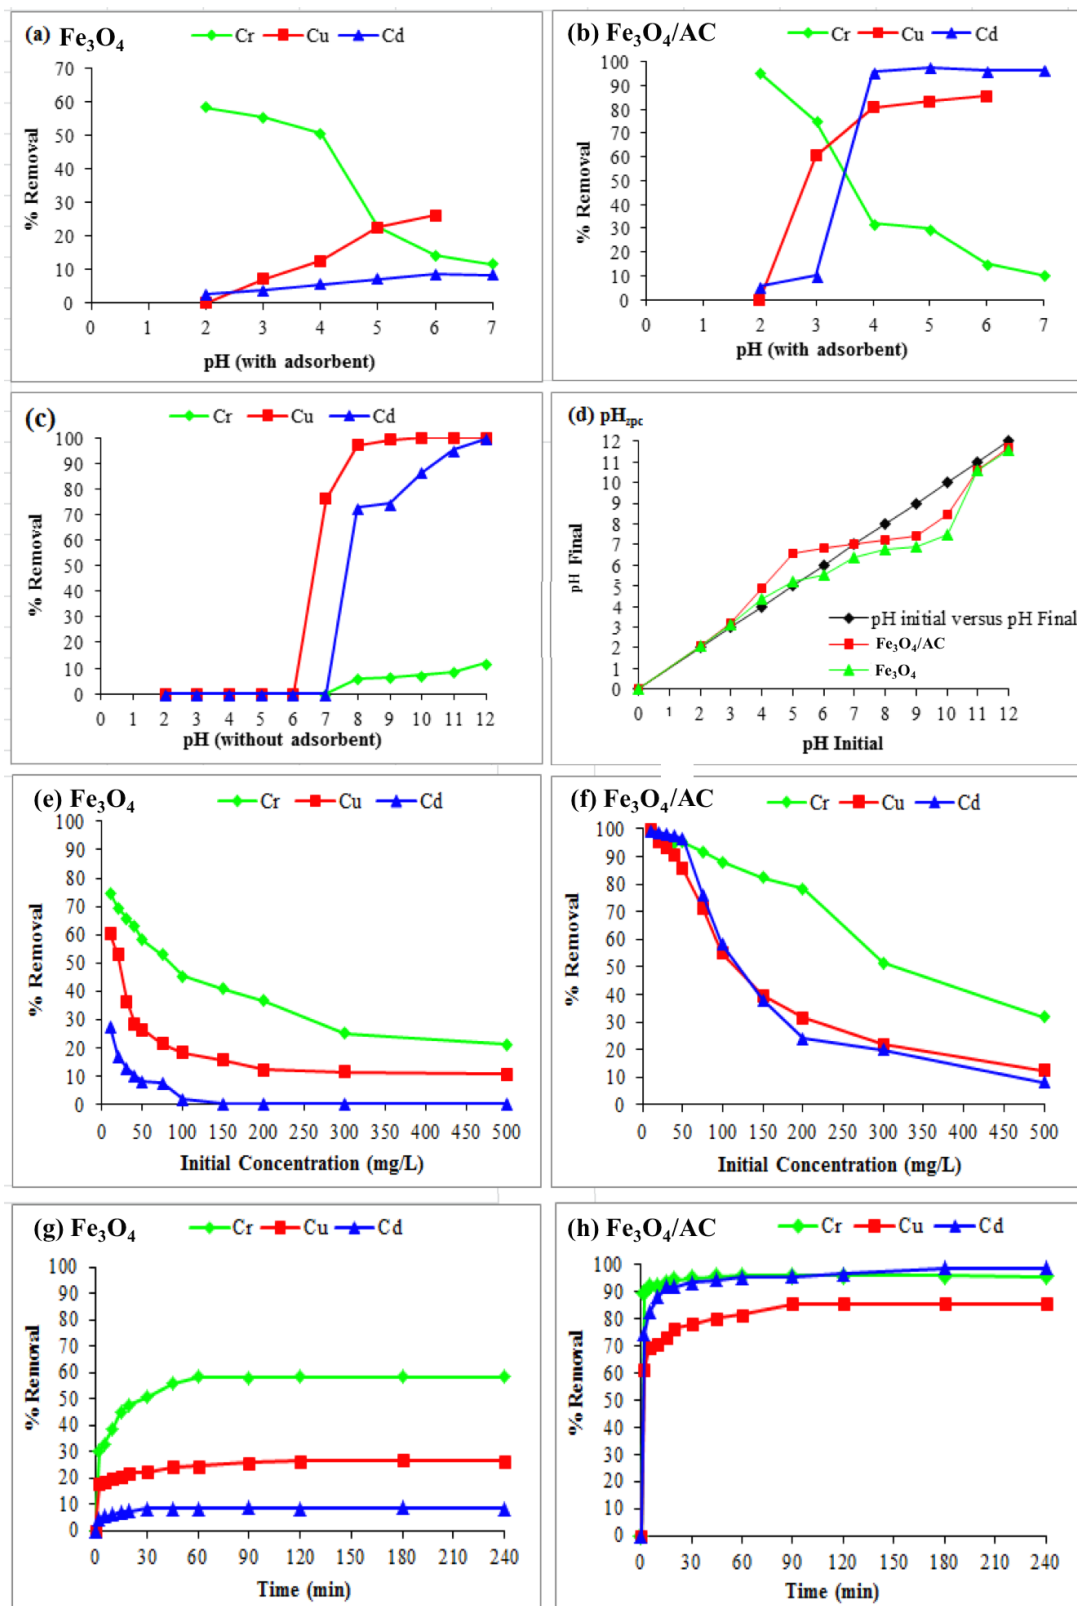 (a) Fe₃O₄ Cr Cu Cd
70
60
50
40
30
20
10
0
% Removal
0 1 2 3 4 5 6 7
pH (with adsorbent)
(b) Fe₃O₄/AC Cr Cu Cd
100
90
80
70
60
50
40
30
20
10
0
% Removal
0 1 2 3 4 5 6 7
pH (with adsorbent)
(c) Cr Cu Cd
100
90
80
70
60
50
40
30
20
10
0
% Removal
0 1 2 3 4 5 6 7 8 9 10 11 12
pH (without adsorbent)
(d) pHzpc
12
11
10
9
8
7
6
5
4
3
2
1
0
pH Final
pH initial versus pH Final
Fe₃O₄/AC
Fe₃O₄
0 1 2 3 4 5 6 7 8 9 10 11 12
pH Initial
(e) Fe₃O₄ Cr Cu Cd
100
90
80
70
60
50
40
30
20
10
0
% Removal
0 50 100 150 200 250 300 350 400 450 500
Initial Concentration (mg/L)
(f) Fe₃O₄/AC Cr Cu Cd
100
90
80
70
60
50
40
30
20
10
0
% Removal
0 50 100 150 200 250 300 350 400 450 500
Initial Concentration (mg/L)
(g) Fe₃O₄ Cr Cu Cd
100
90
80
70
60
50
40
30
20
10
0
% Removal
0 30 60 90 120 150 180 210 240
Time (min)
(h) Fe₃O₄/AC Cr Cu Cd
100
90
80
70
60
50
40
30
20
10
0
% Removal
0 30 60 90 120 150 180 210 240
Time (min)